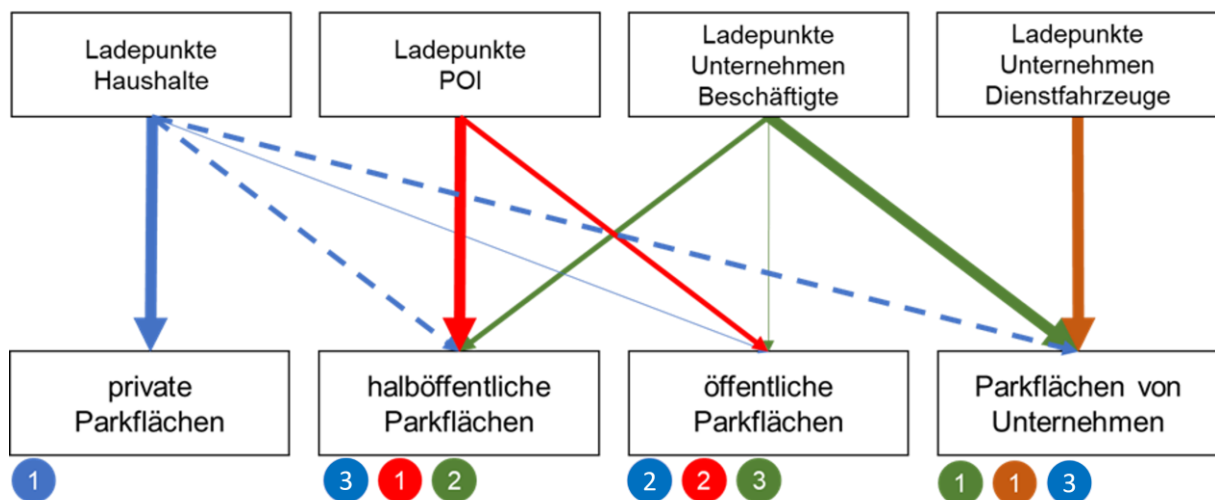 Ladepunkte
Haushalte
Ladepunkte
POI
Ladepunkte
Unternehmen
Beschäftigte
Ladepunkte
Unternehmen
Dienstfahrzeuge
private
Parkflächen
halböffentliche
Parkflächen
öffentliche
Parkflächen
Parkflächen von
Unternehmen
1
3 1 2
2 2 3
1 1 3